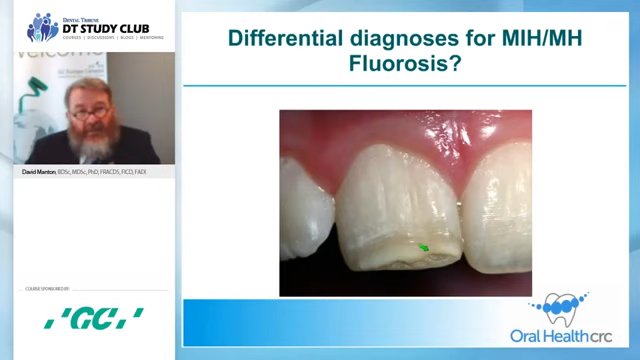 DENTAL TRIBUNE
DT STUDY CLUB
COURSES | DISCUSSIONS | BLOGS | MENTORING
Differential diagnoses for MIH/MH
Fluorosis?
welcome
David Manton, BDSc, MDSc, PhD, FRACDS, FICD, FADI
COURSE SPONSORED BY
GC
Oral Health crc